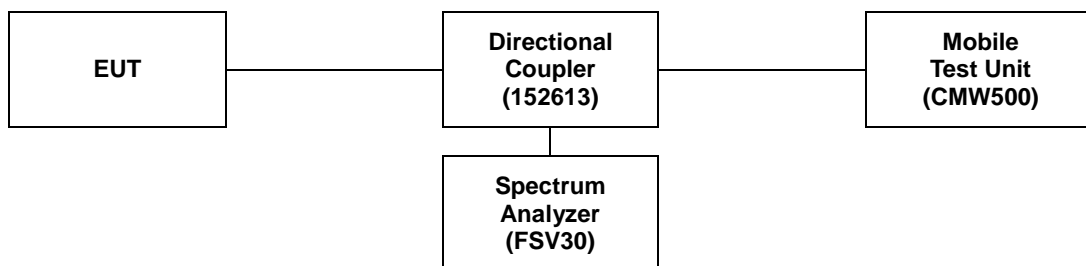 EUT
Directional
Coupler
(152613)
Mobile
Test Unit
(CMW500)
Spectrum
Analyzer
(FSV30)